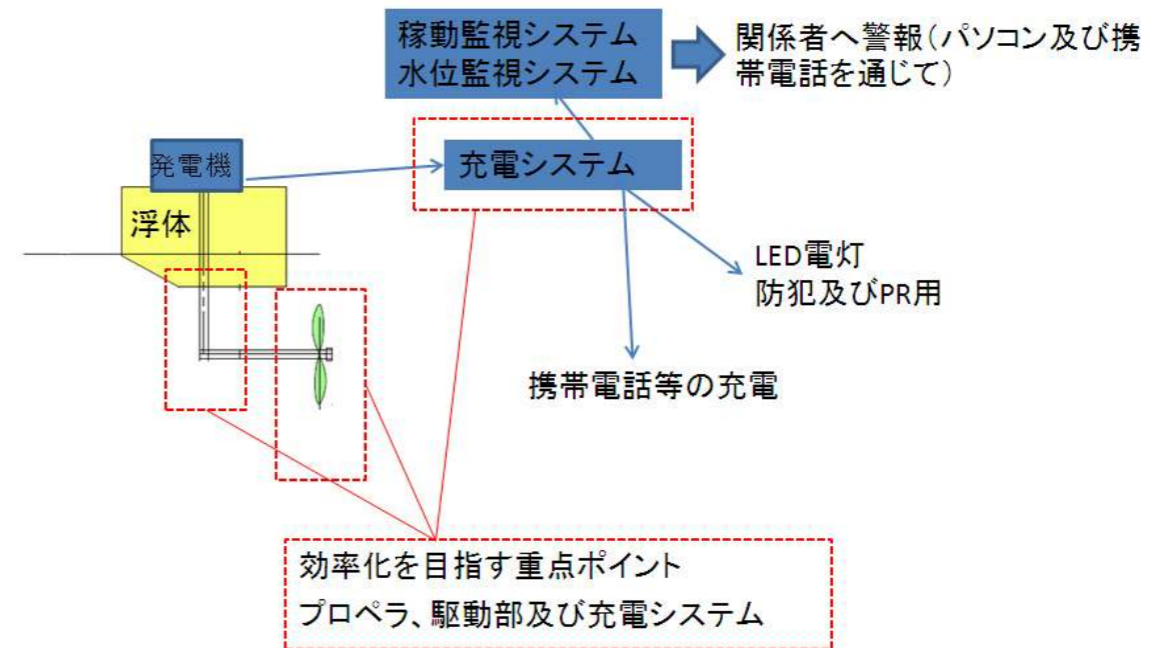 稼動監視システム
水位監視システム
関係者へ警報(パソコン及び携
帯電話を通じて)
充電システム
発電機
浮体
LED電灯
防犯及びPR用
携帯電話等の充電
効率化を目指す重点ポイント
プロペラ、駆動部及び充電システム